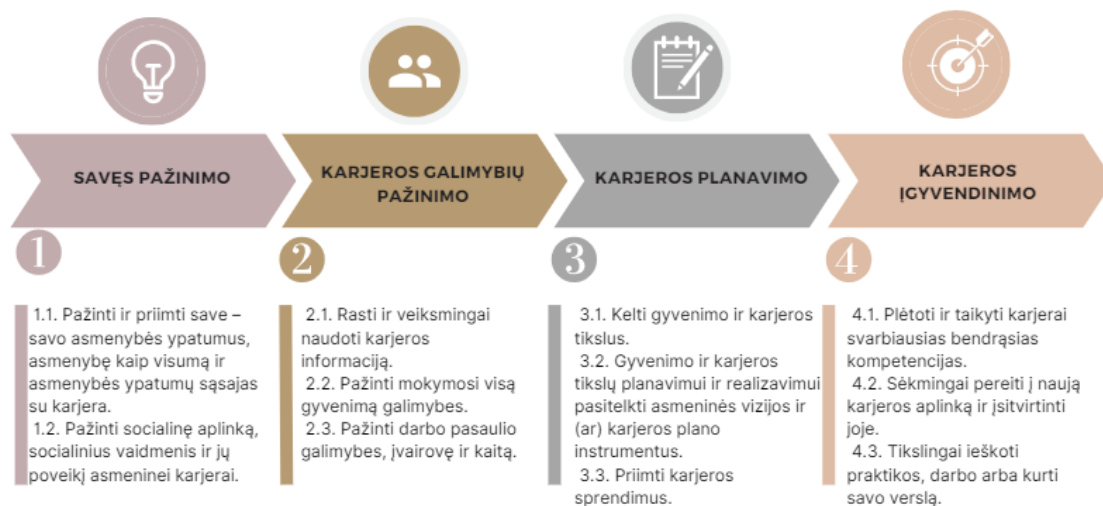 SAVĘS PAŽINIMO
KARJEROS GALIMYBIŲ
PAŽINIMO
KARJEROS PLANAVIMO
KARJEROS
ĮGYVENDINIMO
1
1.1. Pažinti ir priimti save –
savo asmenybės ypatumus,
asmenybę kaip visumą ir
asmenybės ypatumų sąsajas
su karjera.
1.2. Pažinti socialinę aplinką,
socialinius vaidmenis ir jų
poveikį asmeninei karjerai.
2
2.1. Rasti ir veiksmingai
naudoti karjeros
informaciją.
2.2. Pažinti mokymosi visą
gyvenimą galimybes.
2.3. Pažinti darbo pasaulio
galimybes, įvairovę ir kaitą.
3
3.1. Kelti gyvenimo ir karjeros
tikslus.
3.2. Gyvenimo ir karjeros
tikslų planavimui ir realizavimui
pasitelkti asmeninės vizijos ir
(ar) karjeros plano
instrumentus.
3.3. Priimti karjeros
sprendimus.
4
4.1. Plėtoti ir taikyti karjerai
svarbiausias bendrąsias
kompetencijas.
4.2. Sėkmingai pereiti į naują
karjeros aplinką ir įsitvirtinti
joje.
4.3. Tikslingai ieškoti
praktikos, darbo arba kurti
savo verslą.